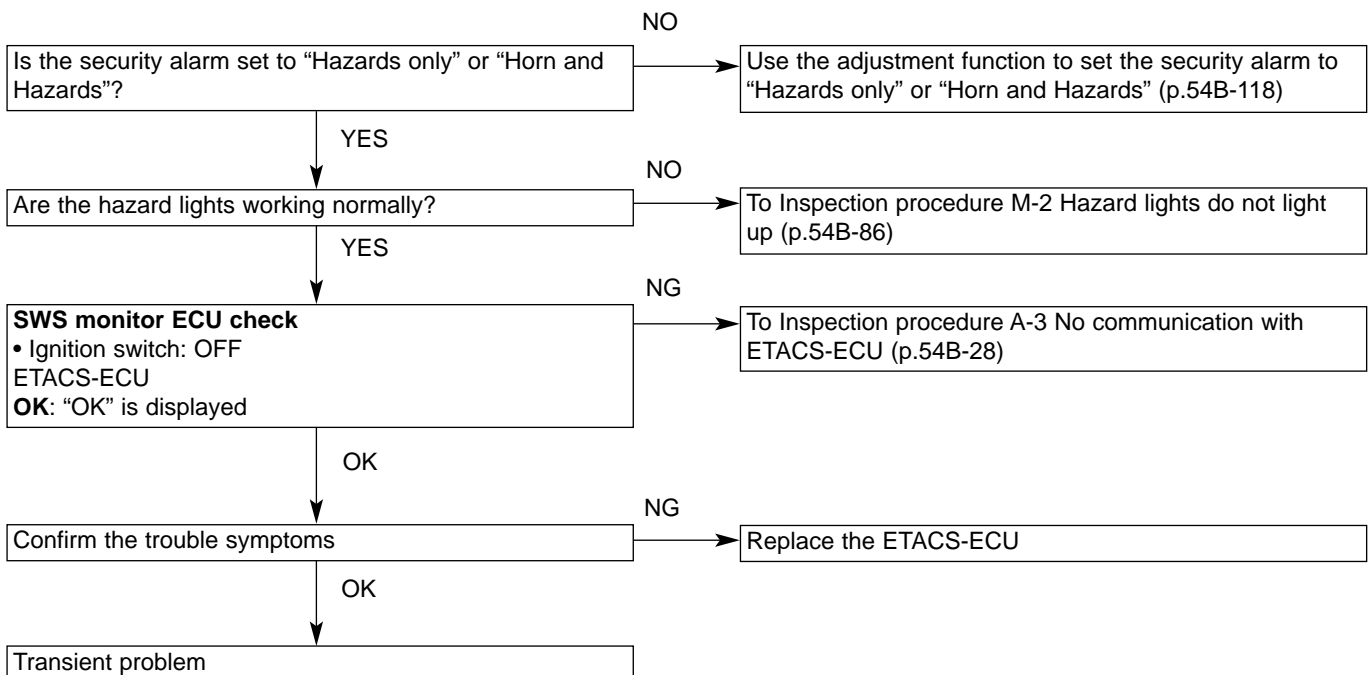 NO
Is the security alarm set to “Hazards only” or “Horn and
Hazards”?
Use the adjustment function to set the security alarm to
“Hazards only” or “Horn and Hazards” (p.54B-118)
YES
NO
Are the hazard lights working normally?
To Inspection procedure M-2 Hazard lights do not light
up (p.54B-86)
YES
NG
SWS monitor ECU check
• Ignition switch: OFF
ETACS-ECU
OK: “OK” is displayed
To Inspection procedure A-3 No communication with
ETACS-ECU (p.54B-28)
OK
NG
Confirm the trouble symptoms
Replace the ETACS-ECU
OK
Transient problem